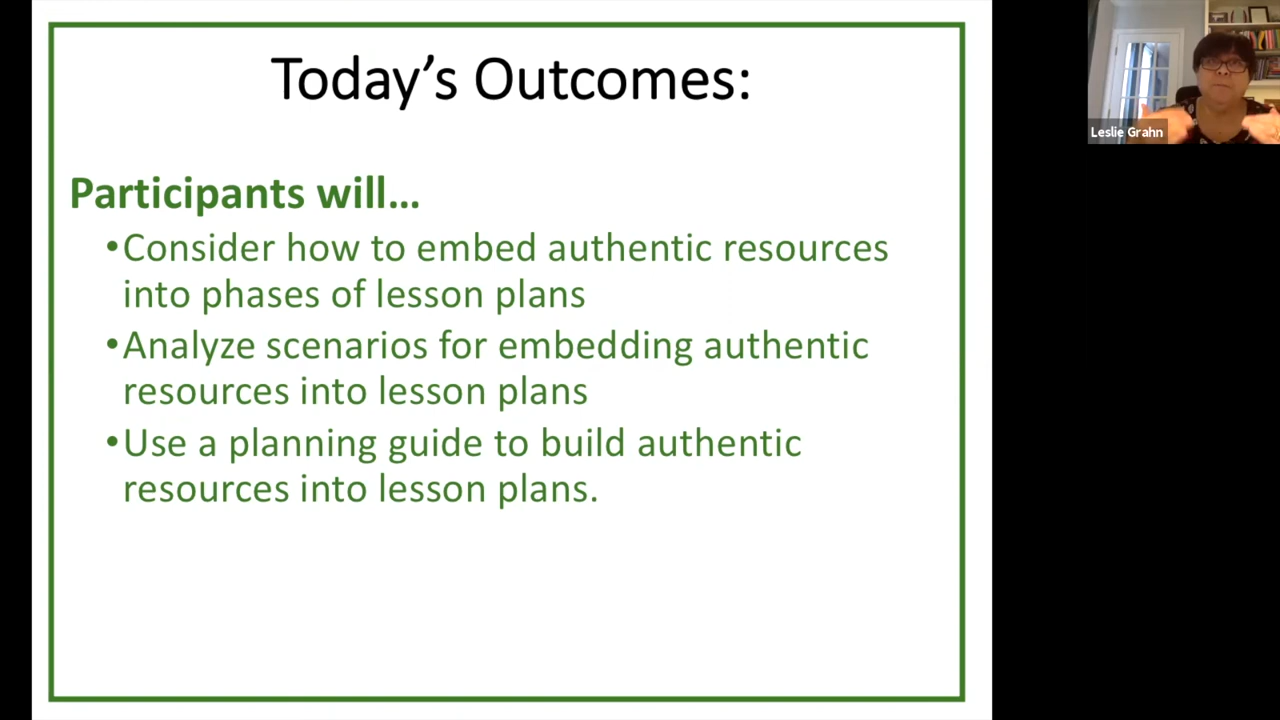 Today's Outcomes:
Participants will…
•Consider how to embed authentic resources
into phases of lesson plans
•Analyze scenarios for embedding authentic
resources into lesson plans
•Use a planning guide to build authentic
resources into lesson plans.
Leslie Grahn